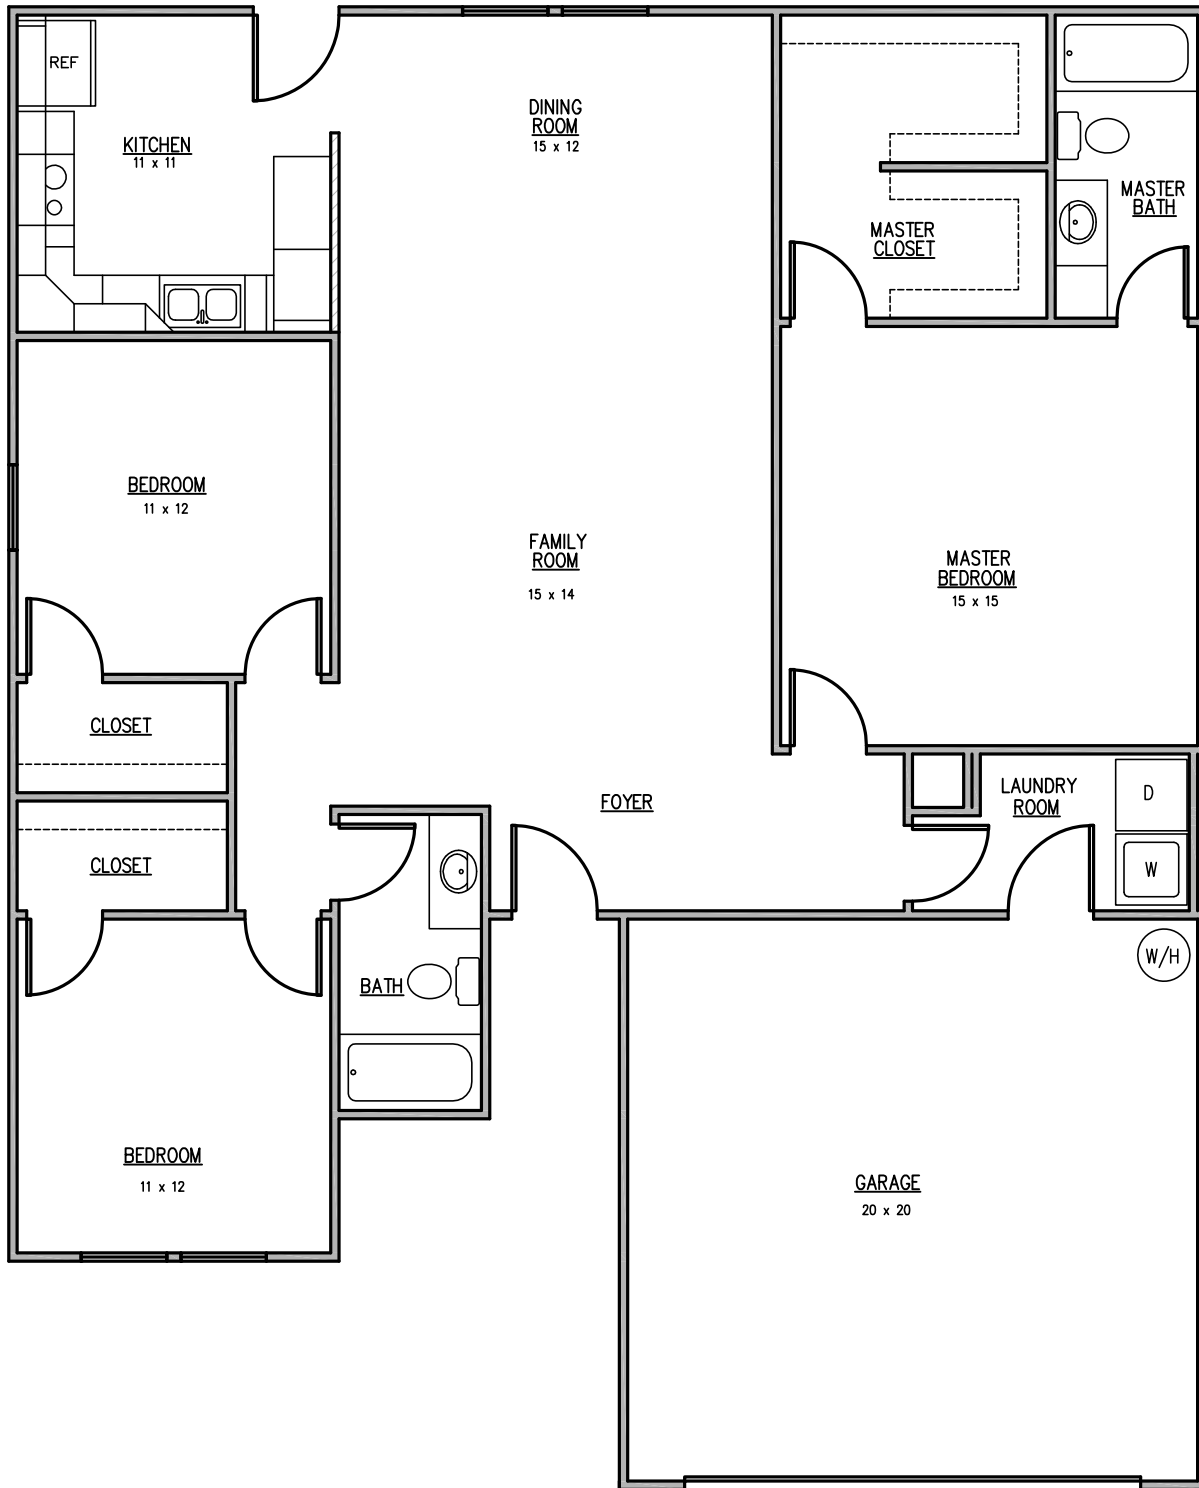 REF
KITCHEN
11 x 11
DINING
ROOM
15 x 12
MASTER
BATH
MASTER
CLOSET
BEDROOM
11 x 12
FAMILY
ROOM
15 x 14
MASTER
BEDROOM
15 x 15
CLOSET
FOYER
LAUNDRY
ROOM
D
CLOSET
W
BATH
W/H
BEDROOM
11 x 12
GARAGE
20 x 20